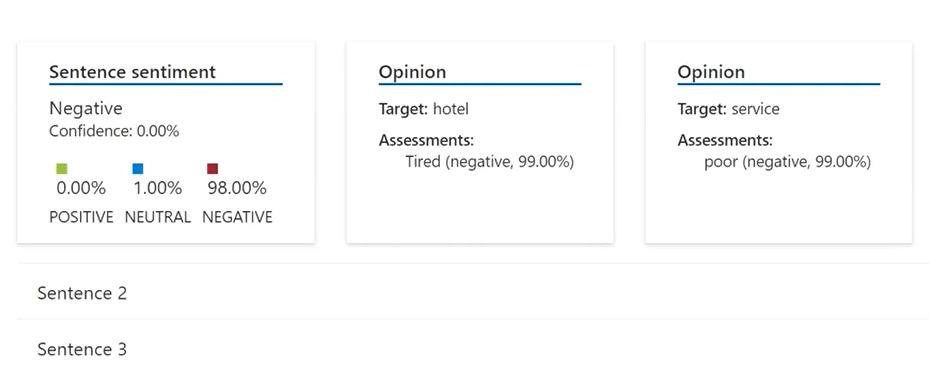 Sentence sentiment
Negative
Confidence: 0.00%
0.00% 1.00% 98.00%
POSITIVE NEUTRAL NEGATIVE
Opinion
Target: hotel
Assessments:
Tired (negative, 99.00%)
Opinion
Target: service
Assessments:
poor (negative, 99.00%)
Sentence 2
Sentence 3